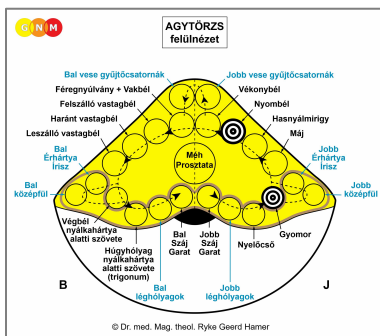 GNM
AGYTÖRZS
felülnézet
Bal vese gyűjtőcsatornák
Jobb vese gyűjtőcsatornák
Féregnyúlvány + Vakbél
Vékonybél
Felszálló vastagbél
Nyombél
Haránt vastagbél
Hasnyálmirigy
Leszálló vastagbél
Máj
Bal
Érhártya
Írisz
Méh
Prosztata
Jobb
Érhártya
Írisz
Bal
középfül
Jobb
középfül
Végbél
nyálkahártya
alatti szövete
Húgyhólyag
nyálkahártya
alatti szövete
(trigonum)
Bal
Száj
Garat
Jobb
Száj
Garat
Nyelőcső
Gyomor
Bal
léghólyagok
Jobb
léghólyagok
B
J
© Dr. med. Mag. theol. Ryke Geerd Hamer